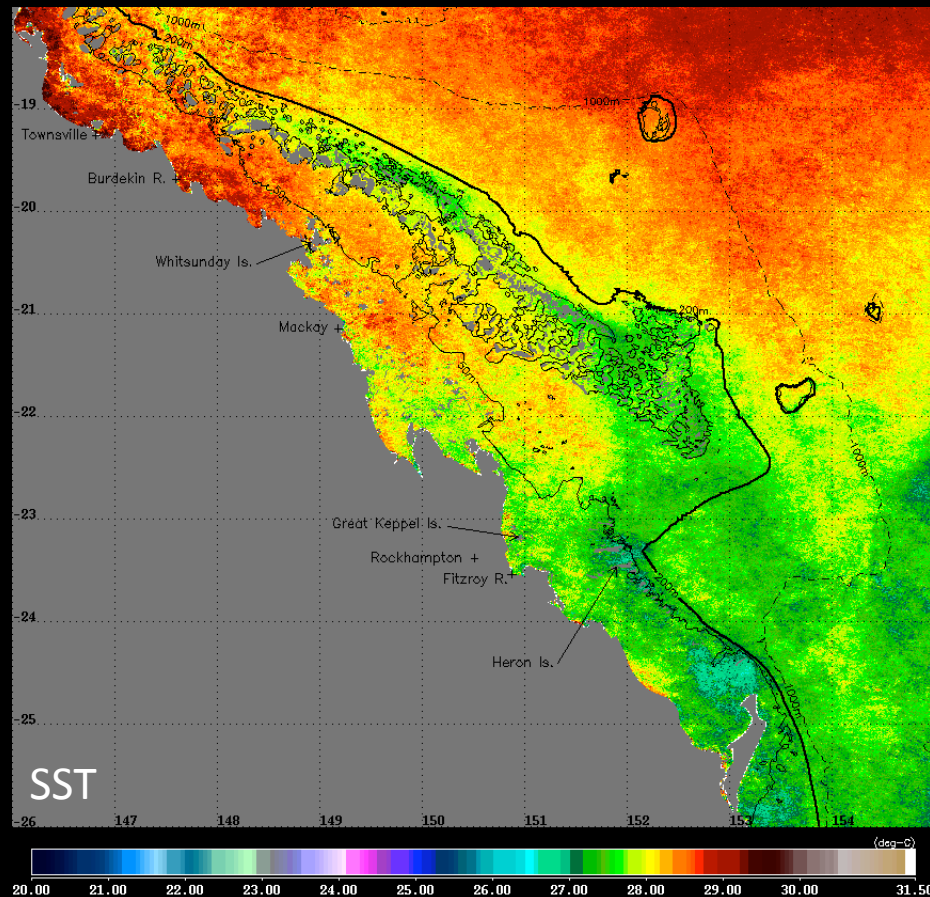 1000m
200m
1000m
-19
Townsville
50m
Burdekin R.
-20
Whitsunday Is.
200m
-21
Mackay
50m
-22
1000m
-23
Great Keppel Is.
Rockhampton
Fitzroy R.
200m
-24
Heron Is.
1000m
-25
SST
-26
147 148 149 150 151 152 153 154
(deg-C)
20.00 21.00 22.00 23.00 24.00 25.00 26.00 27.00 28.00 29.00 30.00 31.50